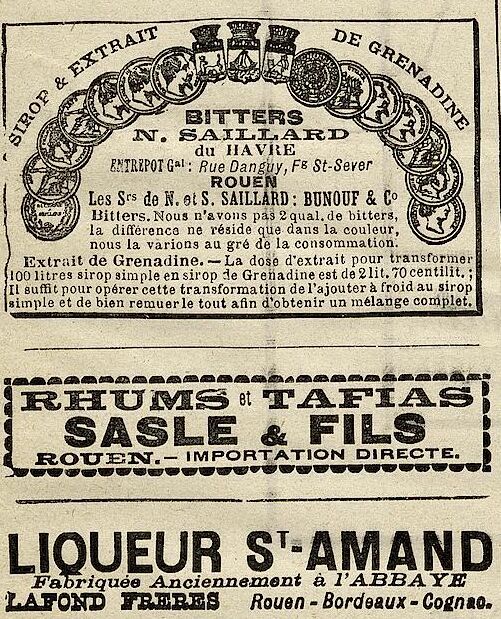 SIROP & EXTRAIT DE GRENADINE
BITTERS
N. SAILLARD
du HAVRE
ENTREPOT Gal : Rue Danguy, Fg St-Sever
ROUEN
Les Srs de N. et S. SAILLARD : BUNOUF & Co
Bitters. Nous n'avons pas 2 qual. de bitters,
la différence ne réside que dans la couleur,
nous la varions au gré de la consommation.
Extrait de Grenadine. — La dose d'extrait pour transformer
100 litres sirop simple en sirop de Grenadine est de 2 lit. 70 centilit. ;
Il suffit pour opérer cette transformation de l'ajouter à froid au sirop
simple et de bien remuer le tout afin d'obtenir un mélange complet.
RHUMS et TAFIAS
SASLE & FILS
ROUEN. — IMPORTATION DIRECTE.
LIQUEUR ST-AMAND
Fabriquée Anciennement à l'ABBAYE
LAFOND FRERES Rouen - Bordeaux - Cognac.